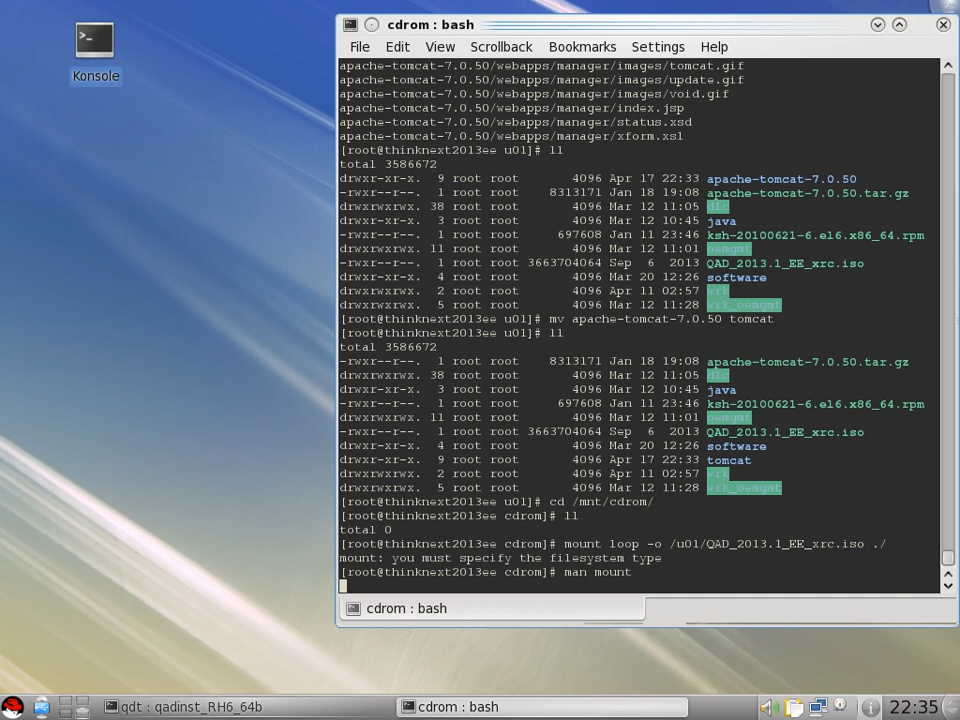 Konsole
cdrom : bash
File Edit View Scrollback Bookmarks Settings Help
apache-tomcat-7.0.50/webapps/manager/images/tomcat.gif
apache-tomcat-7.0.50/webapps/manager/images/update.gif
apache-tomcat-7.0.50/webapps/manager/images/void.gif
apache-tomcat-7.0.50/webapps/manager/index.jsp
apache-tomcat-7.0.50/webapps/manager/status.xsd
apache-tomcat-7.0.50/webapps/manager/xform.xsl
[root@thinknext2013ee u01]# ll
total 3586672
drwxr-xr-x. 9 root root 4096 Apr 17 22:33 apache-tomcat-7.0.50
-rwxr--r--. 1 root root 8313171 Jan 18 19:08 apache-tomcat-7.0.50.tar.gz
drwxrwxrwx. 38 root root 4096 Mar 12 11:05 dlc
drwxr-xr-x. 3 root root 4096 Mar 12 10:45 java
-rwxr--r--. 1 root root 697608 Jan 11 23:46 ksh-20100621-6.el6.x86_64.rpm
drwxrwxrwx. 11 root root 4096 Mar 12 11:01 oemgmt
-rwxr--r--. 1 root root 3663704064 Sep 6 2013 QAD_2013.1_EE_xrc.iso
drwxr-xr-x. 4 root root 4096 Mar 20 12:26 software
drwxrwxrwx. 2 root root 4096 Apr 11 02:57 wrk
drwxrwxrwx. 5 root root 4096 Mar 12 11:28 wrk_oemgmt
[root@thinknext2013ee u01]# mv apache-tomcat-7.0.50 tomcat
[root@thinknext2013ee u01]# ll
total 3586672
-rwxr--r--. 1 root root 8313171 Jan 18 19:08 apache-tomcat-7.0.50.tar.gz
drwxrwxrwx. 38 root root 4096 Mar 12 11:05 dlc
drwxr-xr-x. 3 root root 4096 Mar 12 10:45 java
-rwxr--r--. 1 root root 697608 Jan 11 23:46 ksh-20100621-6.el6.x86_64.rpm
drwxrwxrwx. 11 root root 4096 Mar 12 11:01 oemgmt
-rwxr--r--. 1 root root 3663704064 Sep 6 2013 QAD_2013.1_EE_xrc.iso
drwxr-xr-x. 4 root root 4096 Mar 20 12:26 software
drwxr-xr-x. 9 root root 4096 Apr 17 22:33 tomcat
drwxrwxrwx. 2 root root 4096 Apr 11 02:57 wrk
drwxrwxrwx. 5 root root 4096 Mar 12 11:28 wrk_oemgmt
[root@thinknext2013ee u01]# cd /mnt/cdrom/
[root@thinknext2013ee cdrom]# ll
total 0
[root@thinknext2013ee cdrom]# mount loop -o /u01/QAD_2013.1_EE_xrc.iso ./
mount: you must specify the filesystem type
[root@thinknext2013ee cdrom]# man mount
cdrom : bash
qdt : qadinst_RH6_64b
cdrom : bash
22:35